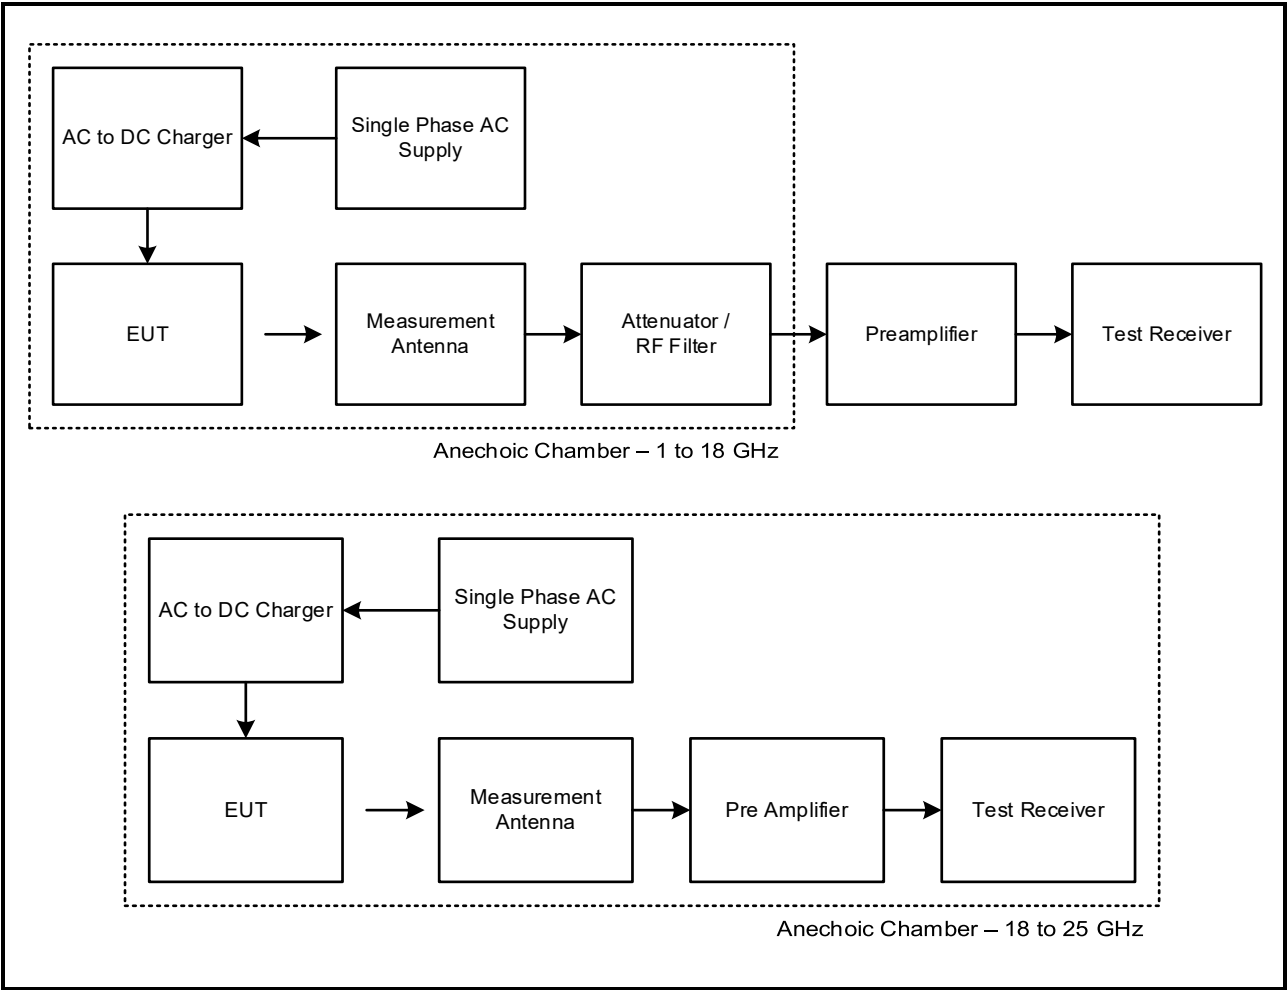 AC to DC Charger
Single Phase AC
Supply
EUT
Measurement
Antenna
Attenuator /
RF Filter
Preamplifier
Test Receiver
Anechoic Chamber – 1 to 18 GHz
AC to DC Charger
Single Phase AC
Supply
EUT
Measurement
Antenna
Pre Amplifier
Test Receiver
Anechoic Chamber – 18 to 25 GHz